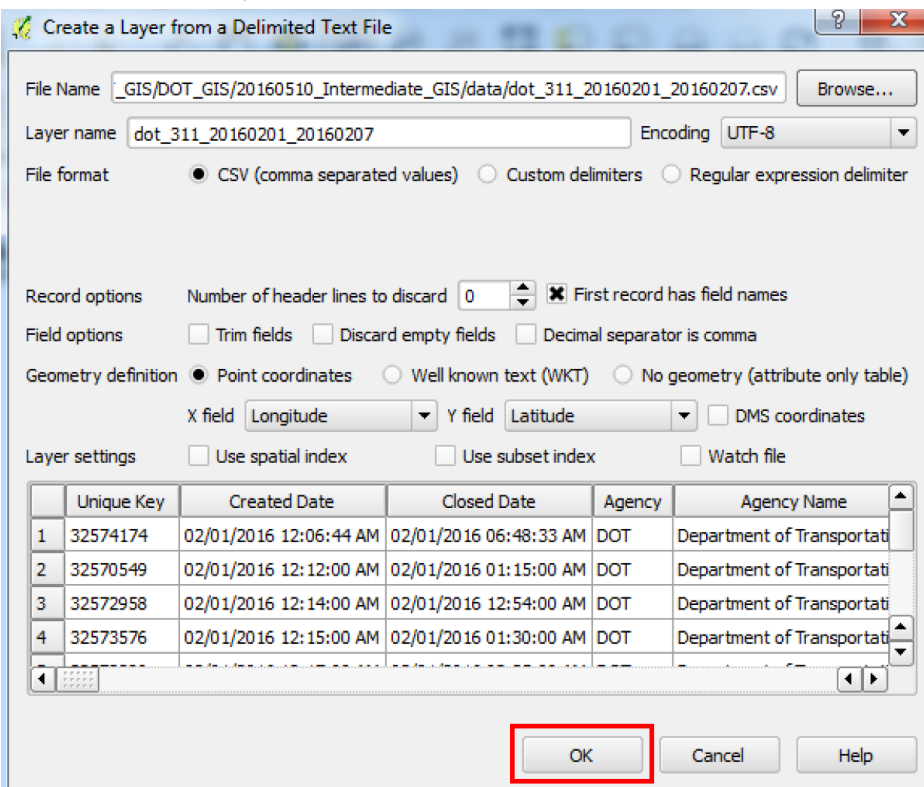 Create a Layer from a Delimited Text File ? X
File Name _GIS/DOT_GIS/20160510_Intermediate_GIS/data/dot_311_20160201_20160207.csv Browse...
Layer name dot_311_20160201_20160207 Encoding UTF-8
File format CSV (comma separated values) Custom delimiters Regular expression delimiter
Record options Number of header lines to discard 0 First record has field names
Field options Trim fields Discard empty fields Decimal separator is comma
Geometry definition Point coordinates Well known text (WKT) No geometry (attribute only table)
X field Longitude Y field Latitude DMS coordinates
Layer settings Use spatial index Use subset index Watch file
Unique Key Created Date Closed Date Agency Agency Name
1 32574174 02/01/2016 12:06:44 AM 02/01/2016 06:48:33 AM DOT Department of Transportati
2 32570549 02/01/2016 12:12:00 AM 02/01/2016 01:15:00 AM DOT Department of Transportati
3 32572958 02/01/2016 12:14:00 AM 02/01/2016 12:54:00 AM DOT Department of Transportati
4 32573576 02/01/2016 12:15:00 AM 02/01/2016 01:30:00 AM DOT Department of Transportati
OK Cancel Help